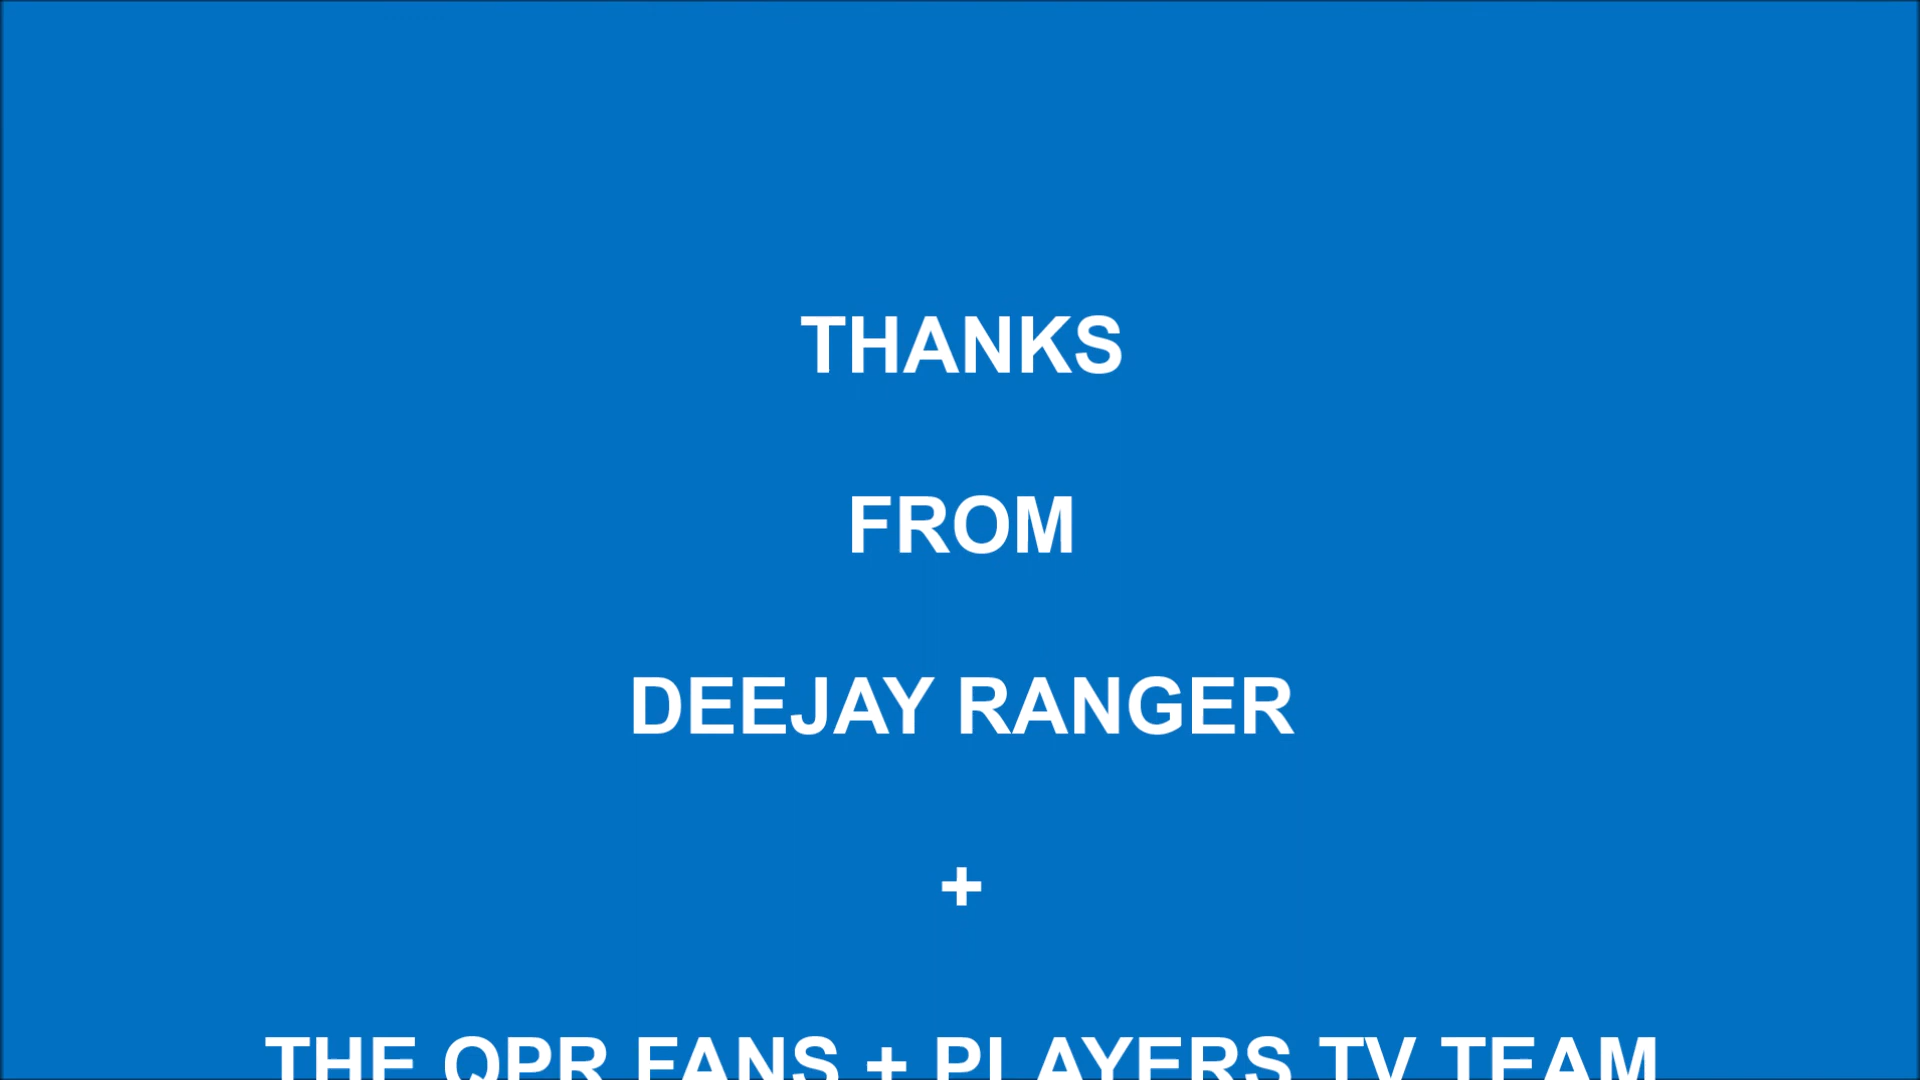 THANKS
FROM
DEEJAY RANGER
+
THE QPR FANS + PLAYERS TV TEAM